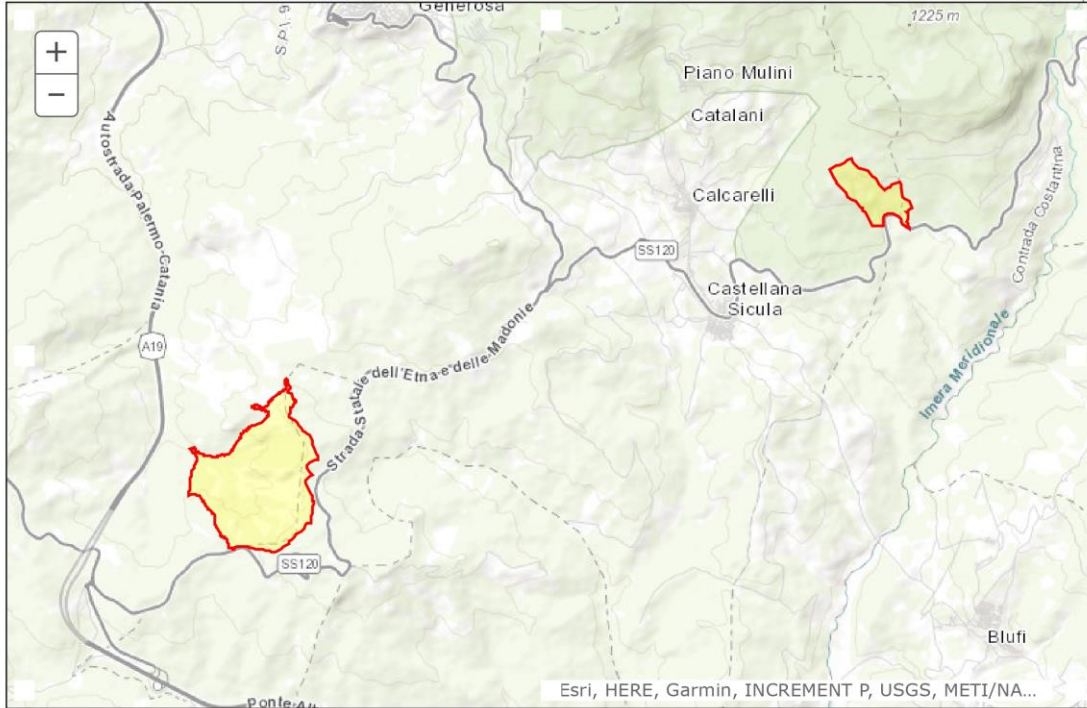 Generosa
S.P.i 9
1225 m
+
−
Piano Mulini
Catalani
Calcarelli
Autostrada Palermo-Catania
Contrada Costantina
SS120
Castellana
Sicula
Imera Meridionale
A19
Strada Statale dell'Etna e delle Madonie
SS120
Blufi
Esri, HERE, Garmin, INCREMENT P, USGS, METI/NA...